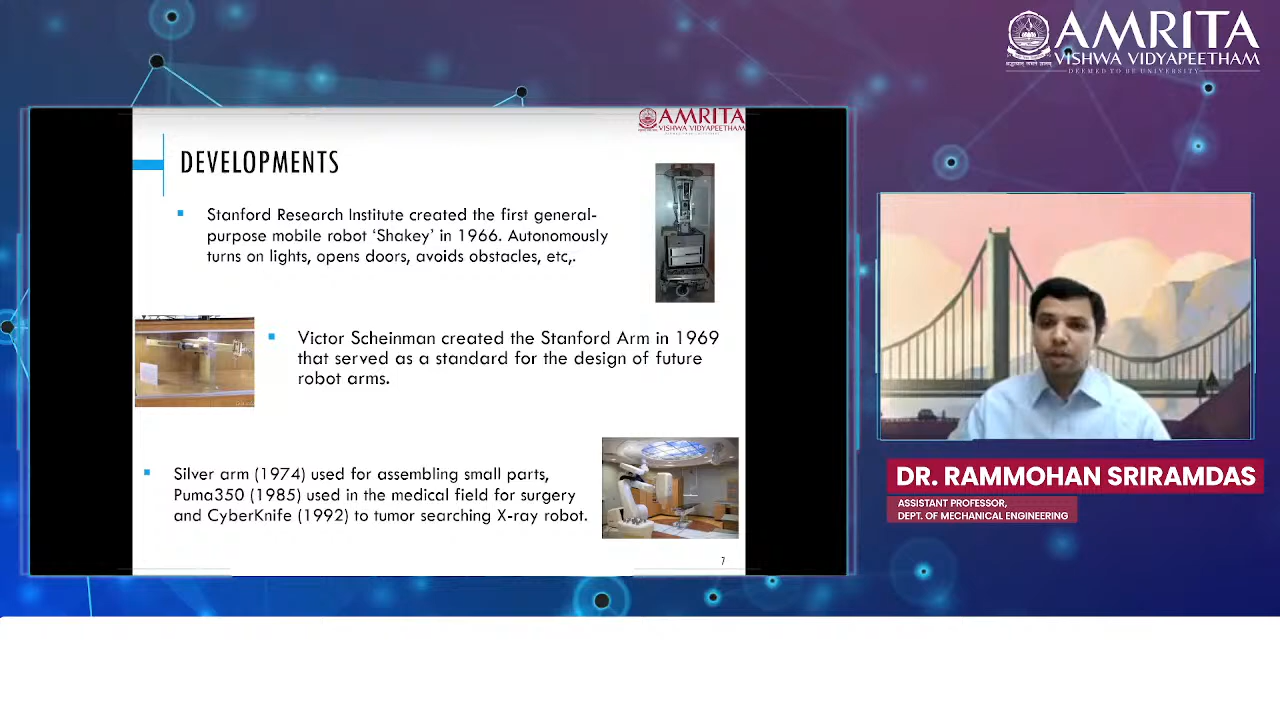 AMRITA
VISHWA VIDYAPEETHAM
DEEMED TO BE UNIVERSITY
AMRITA
VISHWA VIDYAPEETHAM
DEVELOPMENTS
Stanford Research Institute created the first general-
purpose mobile robot ‘Shakey’ in 1966. Autonomously
turns on lights, opens doors, avoids obstacles, etc,.
Victor Scheinman created the Stanford Arm in 1969
that served as a standard for the design of future
robot arms.
Silver arm (1974) used for assembling small parts,
Puma350 (1985) used in the medical field for surgery
and CyberKnife (1992) to tumor searching X-ray robot.
7
DR. RAMMOHAN SRIRAMDAS
ASSISTANT PROFESSOR,
DEPT. OF MECHANICAL ENGINEERING